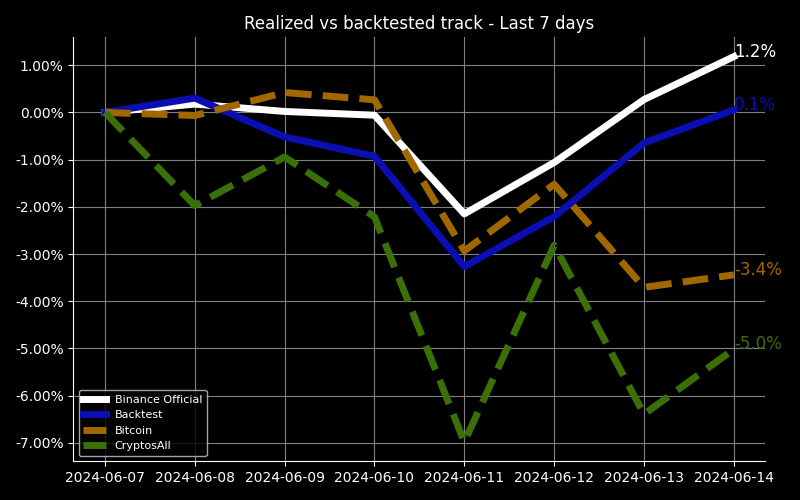 Realized vs backtested track - Last 7 days
1.00%
0.00%
-1.00%
-2.00%
-3.00%
-4.00%
-5.00%
-6.00%
-7.00%
1.2%
0.1%
-3.4%
-5.0%
Binance Official
Backtest
Bitcoin
CryptosAll
2024-06-07 2024-06-08 2024-06-09 2024-06-10 2024-06-11 2024-06-12 2024-06-13 2024-06-14